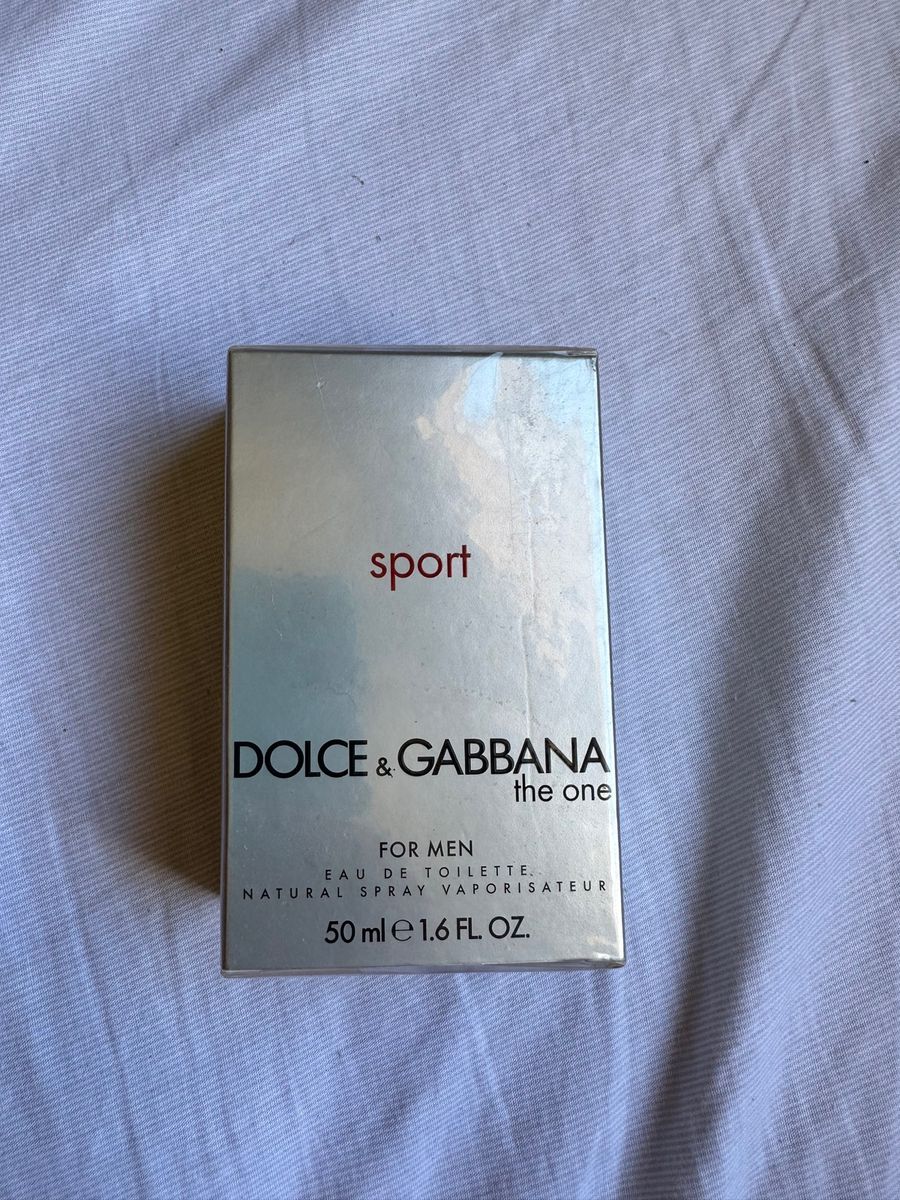 sport
DOLCE & GABBANA
the one
FOR MEN
EAU DE TOILETTE
NATURAL SPRAY VAPORISATEUR
50 ml ℮ 1.6 FL. OZ.